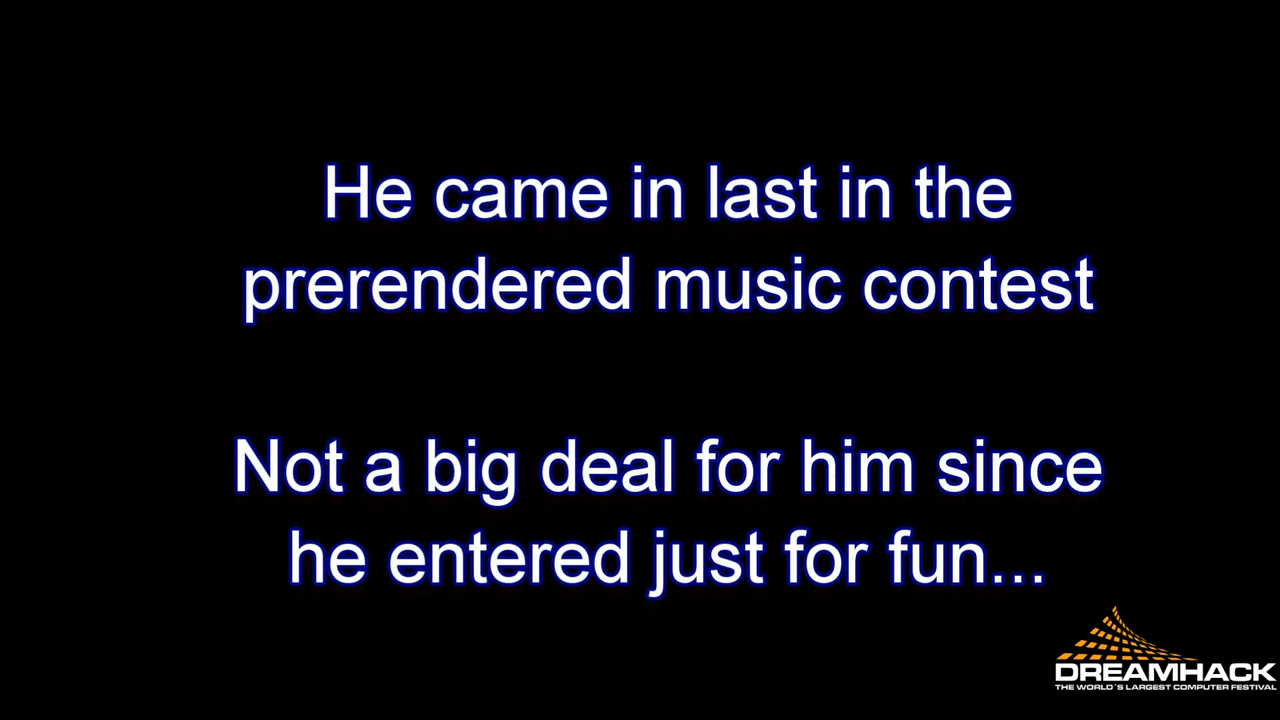 He came in last in the
prerendered music contest
Not a big deal for him since
he entered just for fun...
DREAMHACK
THE WORLD´S LARGEST COMPUTER FESTIVAL